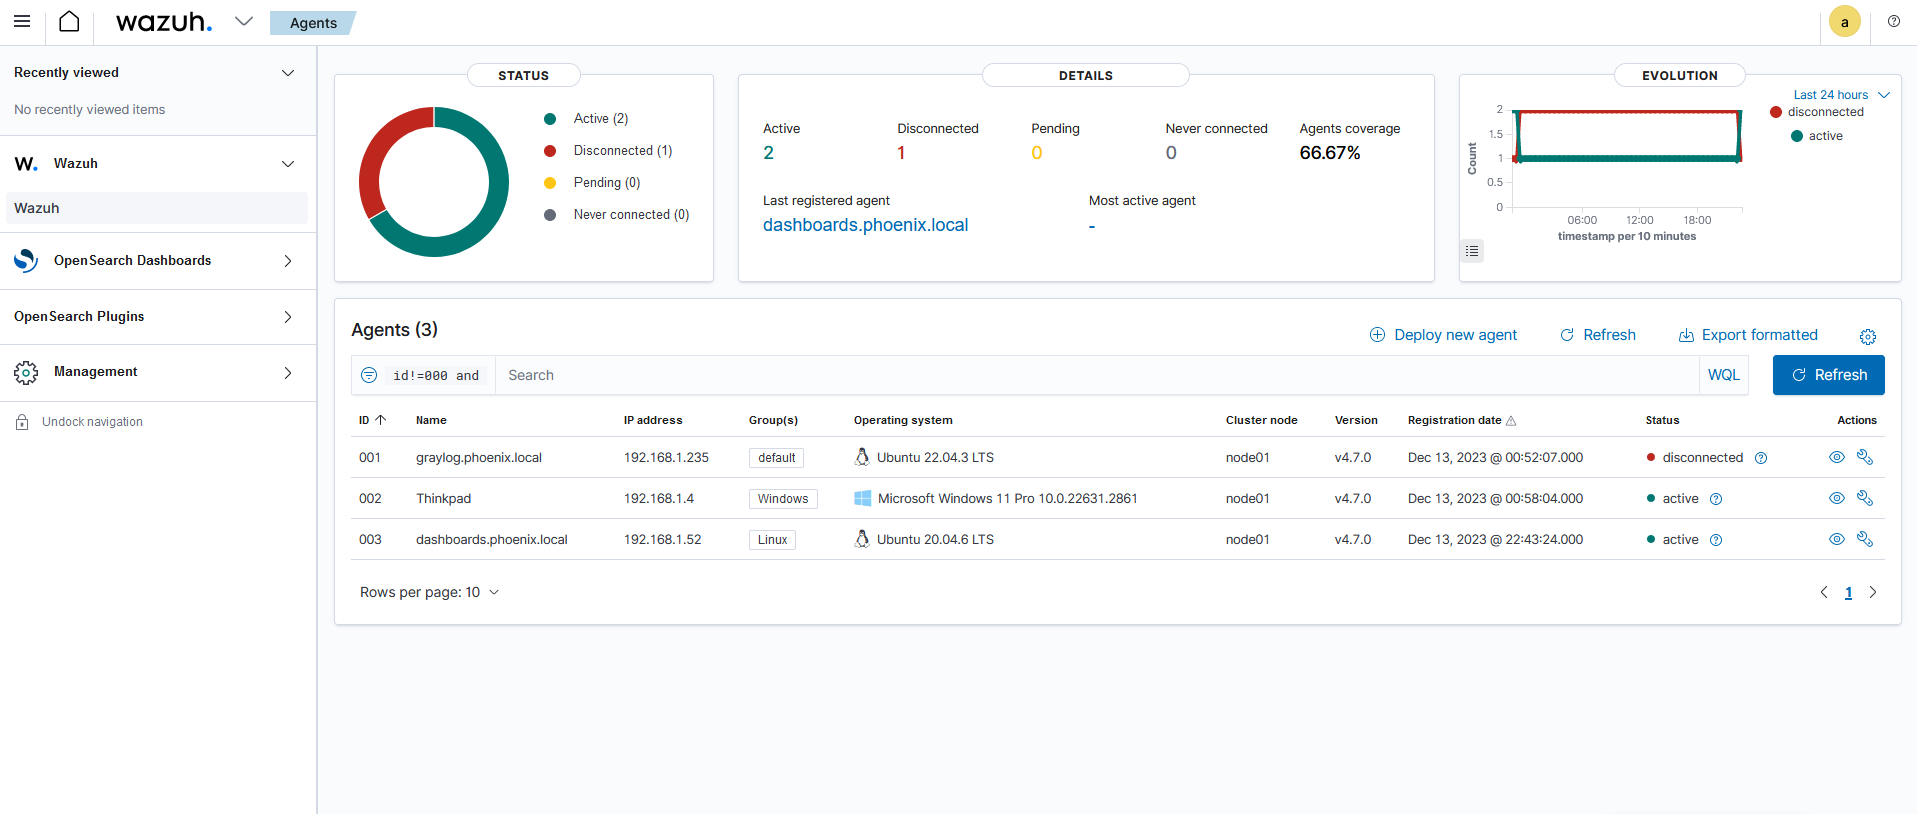 wazuh.
Agents
a
Recently viewed
No recently viewed items
W. Wazuh
Wazuh
OpenSearch Dashboards
OpenSearch Plugins
Management
Undock navigation
STATUS
Active (2)
Disconnected (1)
Pending (0)
Never connected (0)
DETAILS
Active Disconnected Pending Never connected Agents coverage
2 1 0 0 66.67%
Last registered agent Most active agent
dashboards.phoenix.local -
EVOLUTION
Last 24 hours
disconnected
active
Count
2
1.5
1
0.5
0
06:00 12:00 18:00
timestamp per 10 minutes
Agents (3)
Deploy new agent Refresh Export formatted
id!=000 and Search WQL Refresh
ID Name IP address Group(s) Operating system Cluster node Version Registration date Status Actions
001 graylog.phoenix.local 192.168.1.235 default Ubuntu 22.04.3 LTS node01 v4.7.0 Dec 13, 2023 @ 00:52:07.000 disconnected
002 Thinkpad 192.168.1.4 Windows Microsoft Windows 11 Pro 10.0.22631.2861 node01 v4.7.0 Dec 13, 2023 @ 00:58:04.000 active
003 dashboards.phoenix.local 192.168.1.52 Linux Ubuntu 20.04.6 LTS node01 v4.7.0 Dec 13, 2023 @ 22:43:24.000 active
Rows per page: 10 1